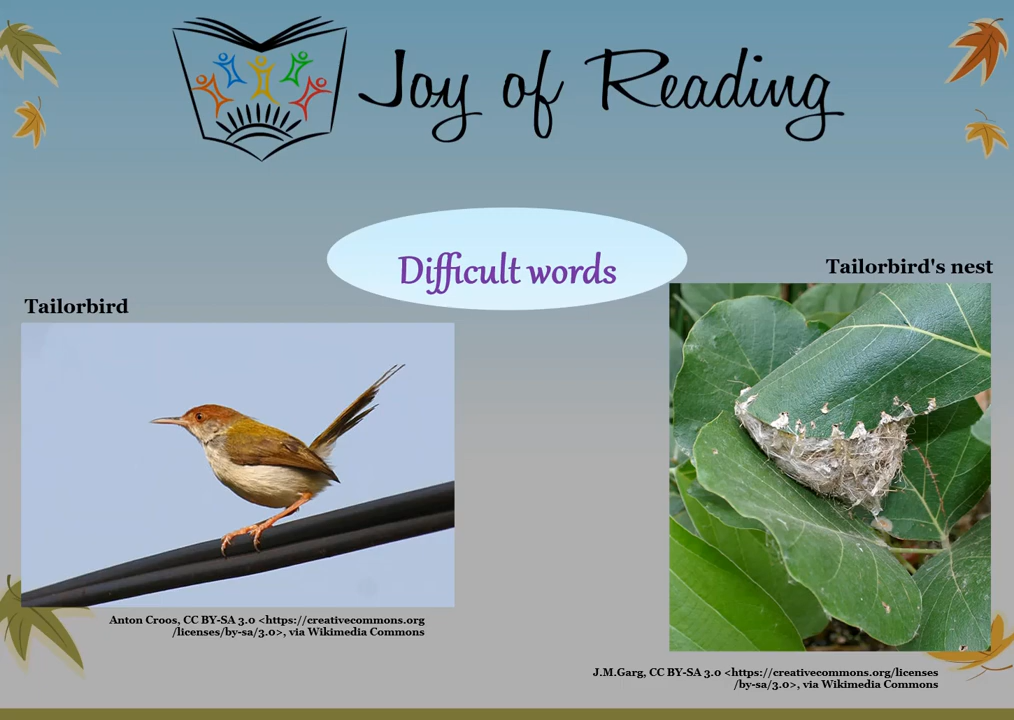 Joy of Reading
Difficult words
Tailorbird's nest
Tailorbird
Anton Croos, CC BY-SA 3.0 <https://creativecommons.org
/licenses/by-sa/3.0>, via Wikimedia Commons
J.M.Garg, CC BY-SA 3.0 <https://creativecommons.org/licenses
/by-sa/3.0>, via Wikimedia Commons